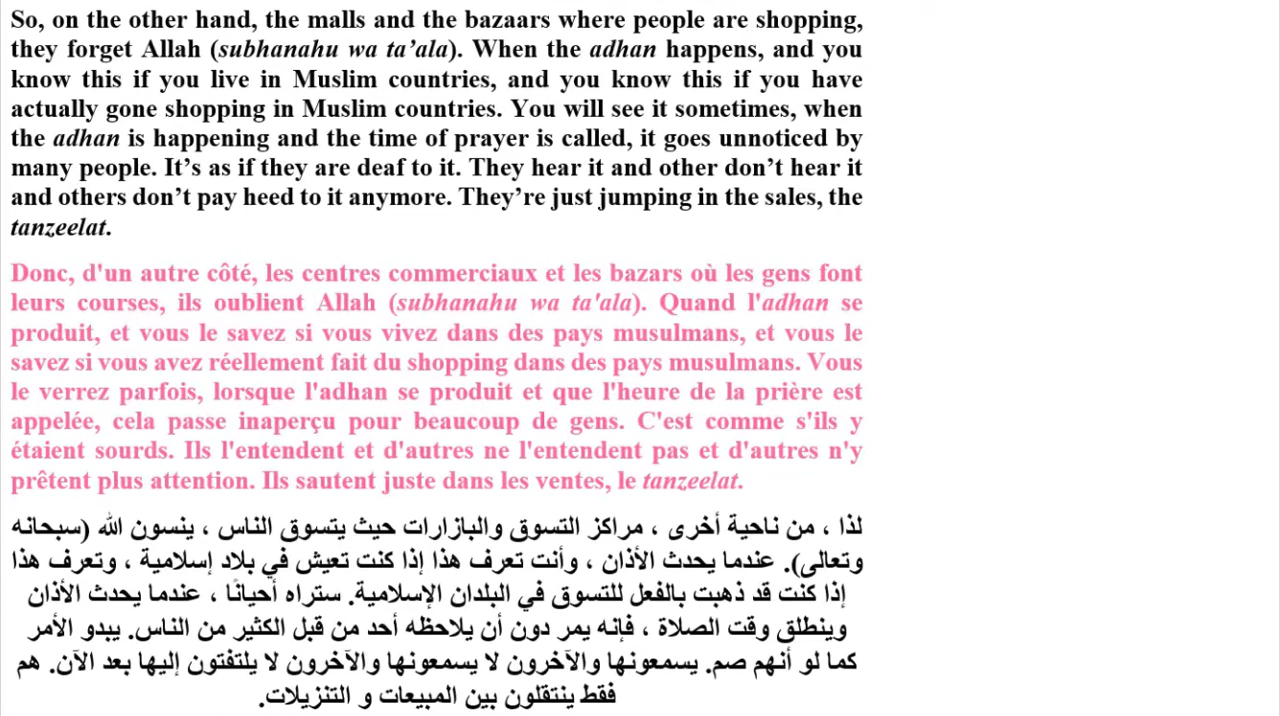 So, on the other hand, the malls and the bazaars where people are shopping,
they forget Allah (subhanahu wa ta’ala). When the adhan happens, and you
know this if you live in Muslim countries, and you know this if you have
actually gone shopping in Muslim countries. You will see it sometimes, when
the adhan is happening and the time of prayer is called, it goes unnoticed by
many people. It’s as if they are deaf to it. They hear it and other don’t hear it
and others don’t pay heed to it anymore. They’re just jumping in the sales, the
tanzeelat.
Donc, d'un autre côté, les centres commerciaux et les bazars où les gens font
leurs courses, ils oublient Allah (subhanahu wa ta'ala). Quand l'adhan se
produit, et vous le savez si vous vivez dans des pays musulmans, et vous le
savez si vous avez réellement fait du shopping dans des pays musulmans. Vous
le verrez parfois, lorsque l'adhan se produit et que l'heure de la prière est
appelée, cela passe inaperçu pour beaucoup de gens. C'est comme s'ils y
étaient sourds. Ils l'entendent et d'autres ne l'entendent pas et d'autres n'y
prêtent plus attention. Ils sautent juste dans les ventes, le tanzeelat.
لذا ، من ناحية أخرى ، مراكز التسوق والبازارات حيث يتسوق الناس ، ينسون الله (سبحانه
وتعالى). عندما يحدث الأذان ، وأنت تعرف هذا إذا كنت تعيش في بلاد إسلامية ، وتعرف هذا
إذا كنت قد ذهبت بالفعل للتسوق في البلدان الإسلامية. ستراه أحيانًا ، عندما يحدث الأذان
وينطلق وقت الصلاة ، فإنه يمر دون أن يلاحظه أحد من قبل الكثير من الناس. يبدو الأمر
كما لو أنهم صم. يسمعونها والآخرون لا يسمعونها والآخرون لا يلتفتون إليها بعد الآن. هم
فقط ينتقلون بين المبيعات و التنزيلات.